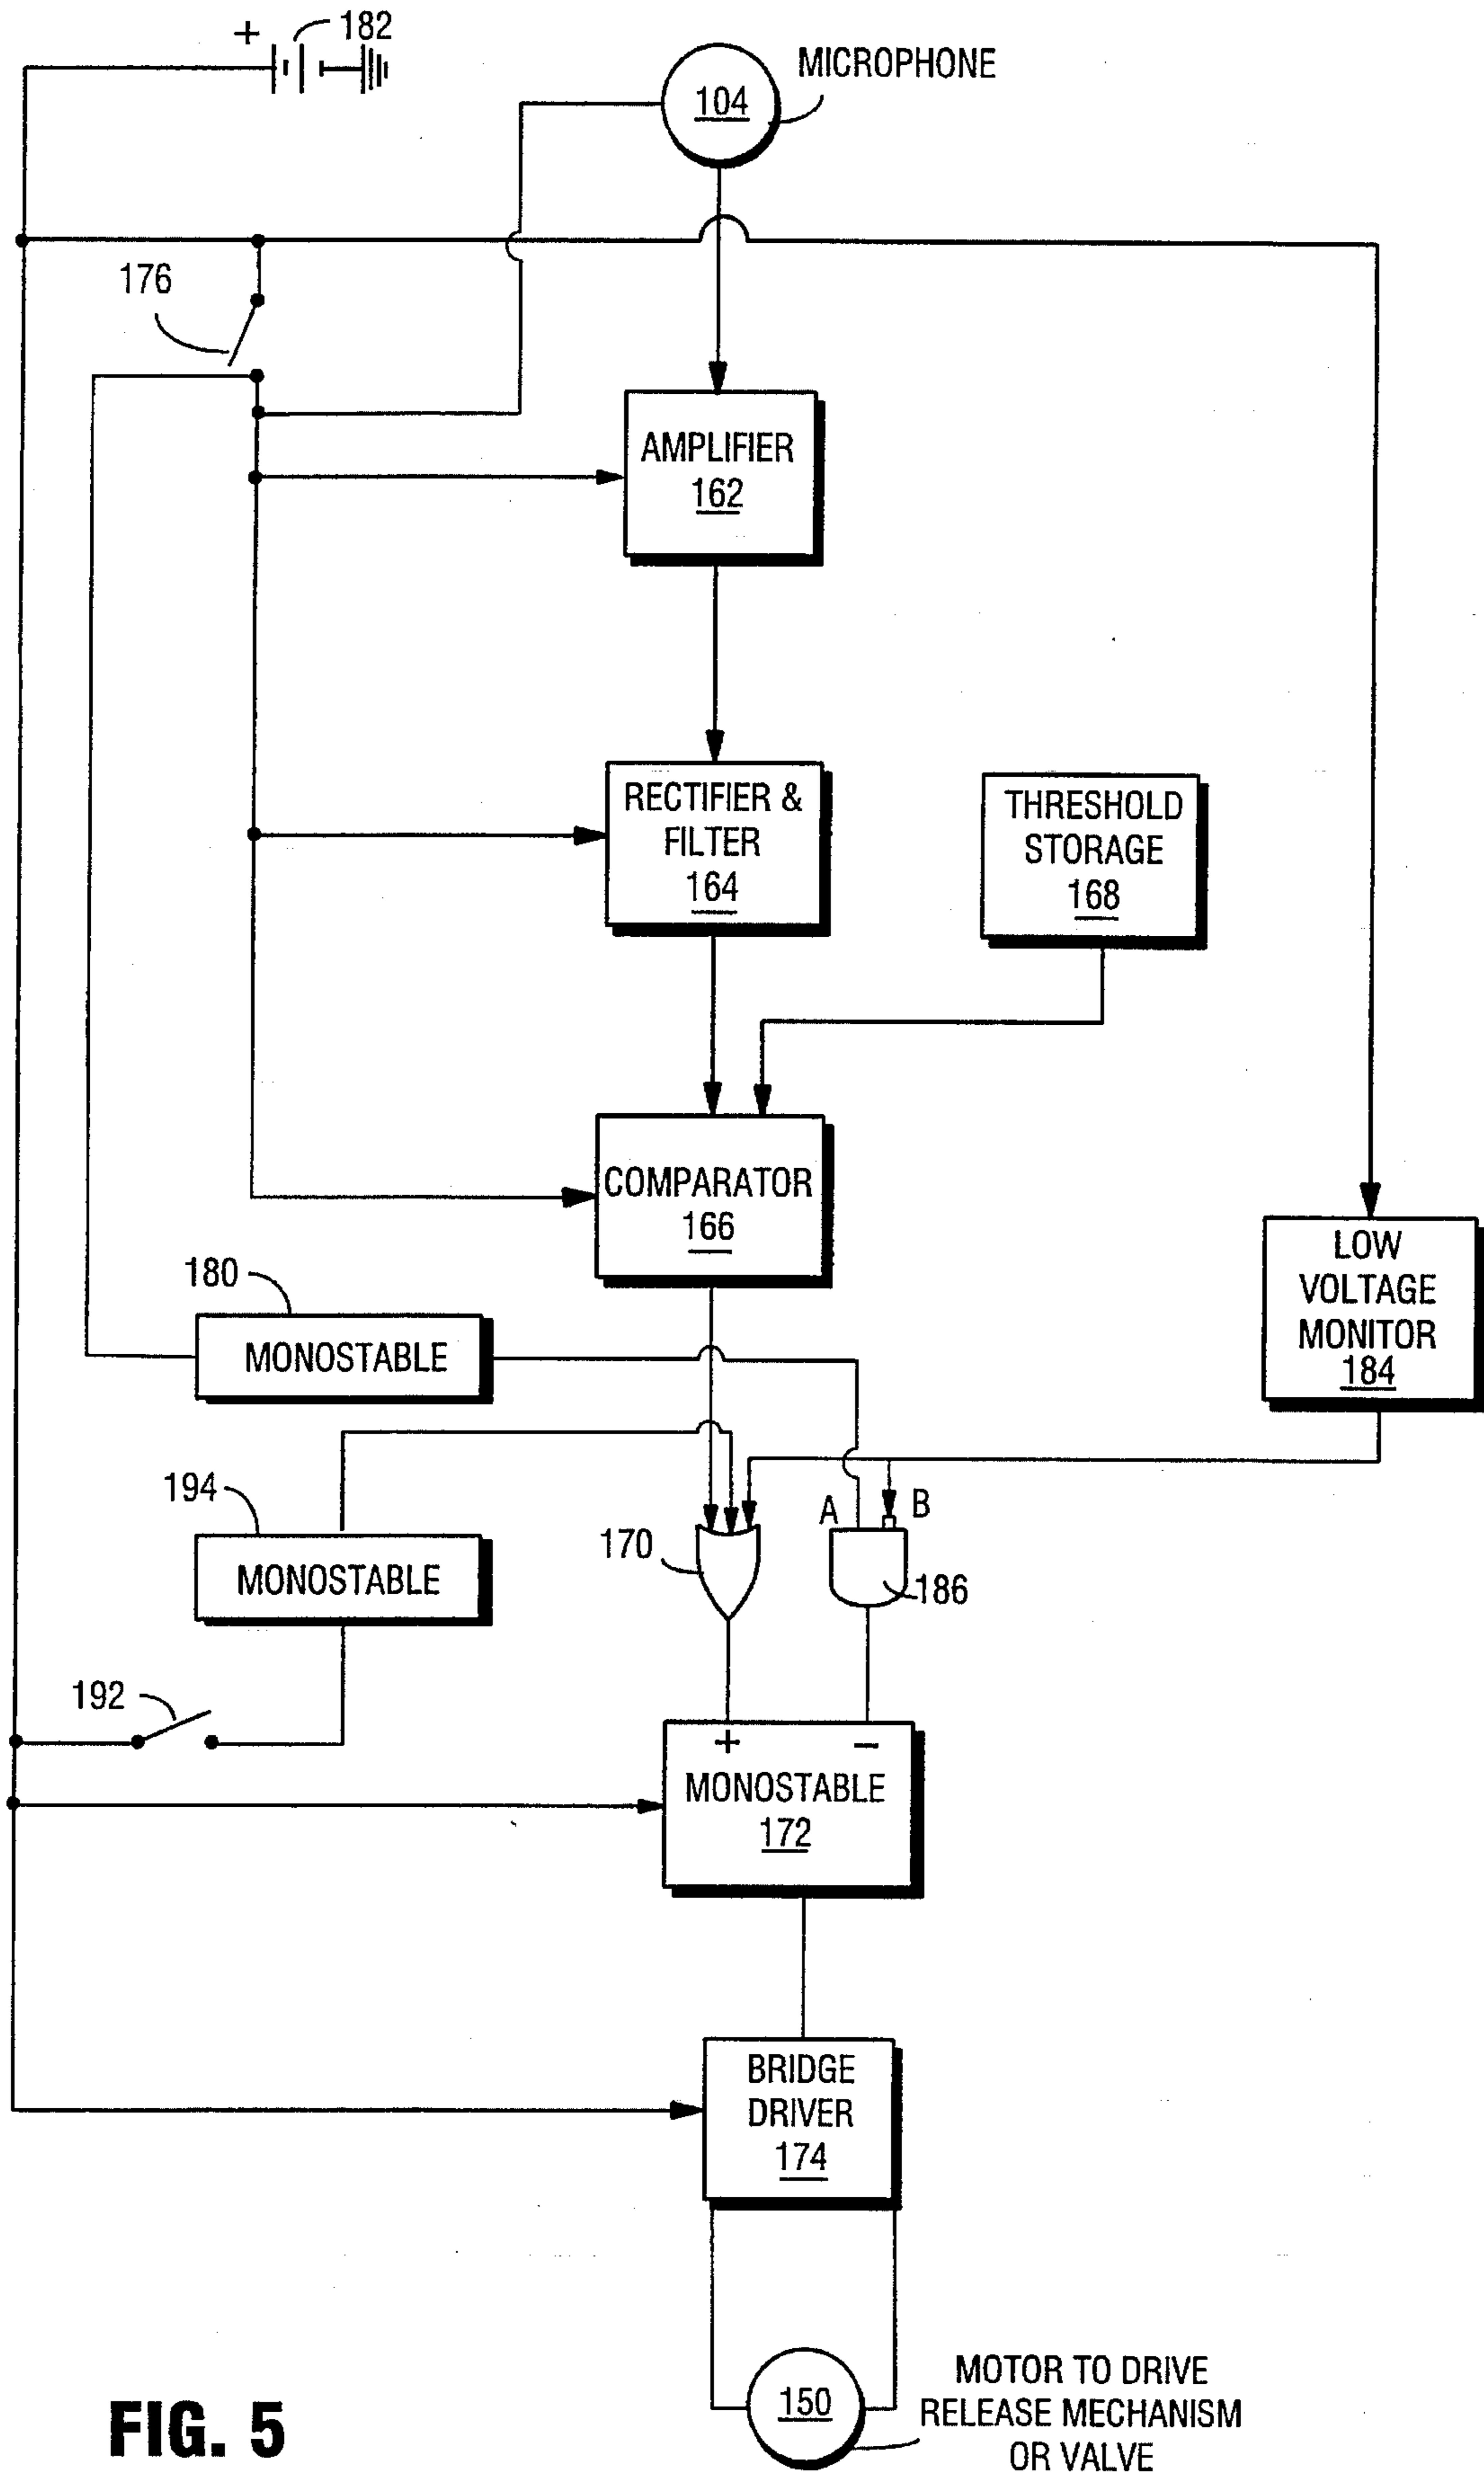 +
182
MICROPHONE
104
176
AMPLIFIER
162
RECTIFIER &
FILTER
164
THRESHOLD
STORAGE
168
COMPARATOR
166
LOW
VOLTAGE
MONITOR
184
180
MONOSTABLE
194
MONOSTABLE
A
B
170
186
192
+
−
MONOSTABLE
172
BRIDGE
DRIVER
174
150
MOTOR TO DRIVE
RELEASE MECHANISM
OR VALVE
FIG. 5